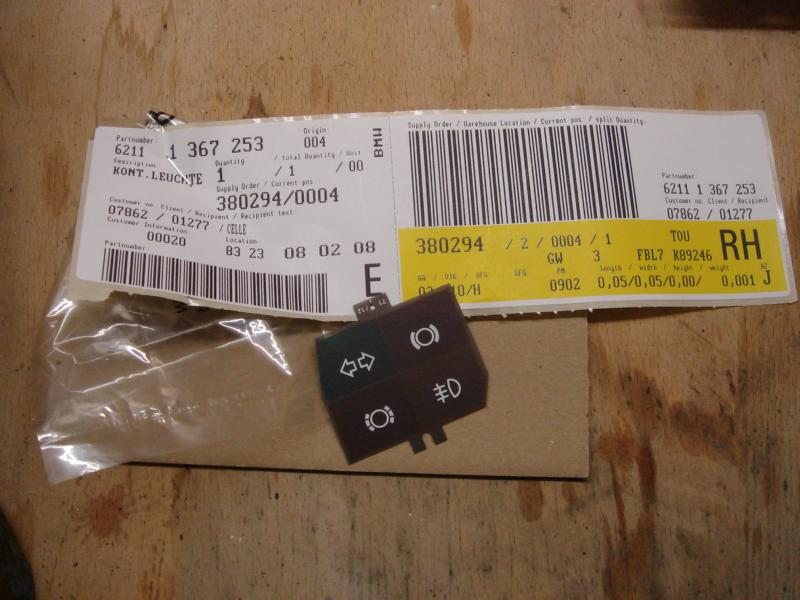 Partnumber:
6211 1 367 253
Origin:
004
BMW
Description:
KONT.LEUCHTE
Quantity / total Quantity / Unit
1 / 1 / 00
Supply Order / Current pos.
380294/0004
Customer no. Client / Recipient / Recipient text:
07862 / 01277 / CELLE
Customer Information:
00020
Location:
83 23 08 02 08
Partnumber:
E
Supply Order / Warehouse Location / Current pos. / split Quantity:
Partnumber:
6211 1 367 253
Customer no. Client / Recipient:
07862 / 01277
380294 / 2 / 0004 / 1
TOU
RH
GW 3 FBL7 K89246
PM
length / width / height / weight
AZ
10/H 0902 0,05/0,05/0,00/ 0,001 J